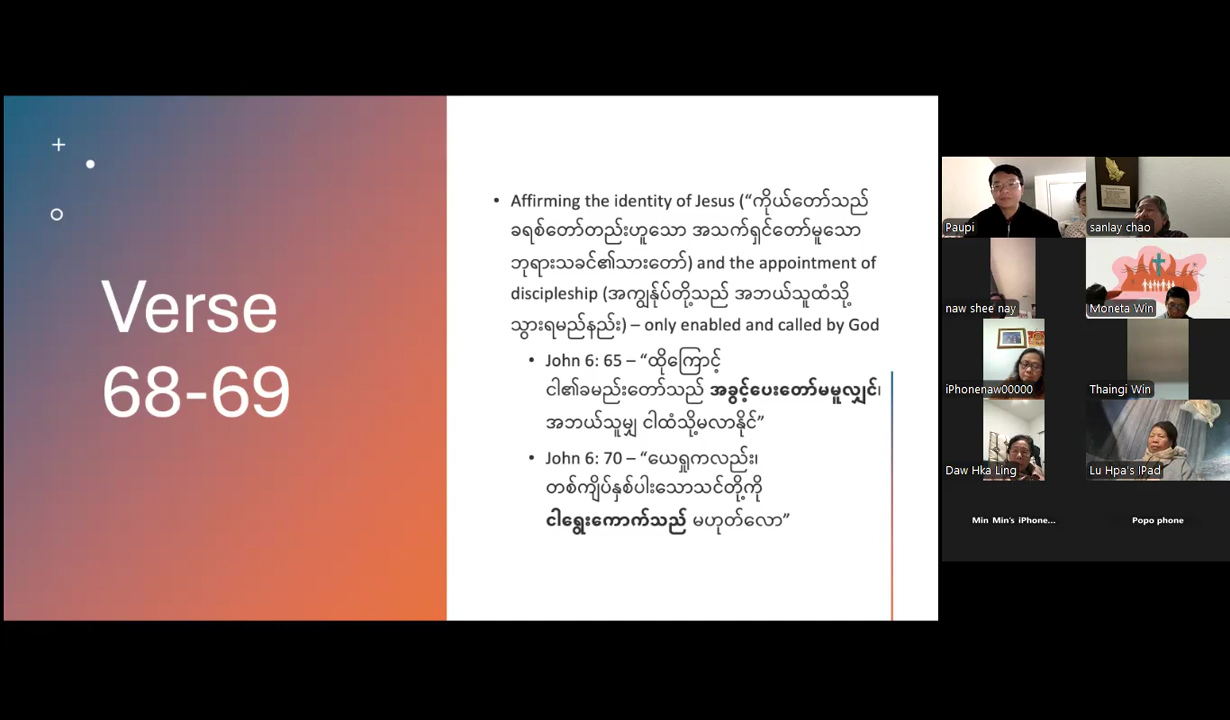 Verse
68-69
• Affirming the identity of Jesus (“ကိုယ်တော်သည်
ခရစ်တော်တည်းဟူသော အသက်ရှင်တော်မူသော
ဘုရားသခင်၏သားတော်) and the appointment of
discipleship (အကျွန်ုပ်တို့သည် အဘယ်သူထံသို့
သွားရမည်နည်း) – only enabled and called by God
• John 6: 65 – “ထိုကြောင့်
ငါ၏ခမည်းတော်သည် အခွင့်ပေးတော်မမူလျှင်၊
အဘယ်သူမျှ ငါထံသို့မလာနိုင်”
• John 6: 70 – “ယေရှုကလည်း၊
တစ်ကျိပ်နှစ်ပါးသောသင်တို့ကို
ငါရွေးကောက်သည် မဟုတ်လော”
Paupi
sanlay chao
naw shee nay
Moneta Win
iPhonenaw00000
Thaingi Win
Daw Hka Ling
Lu Hpa's IPad
Min Min's iPhone...
Popo phone